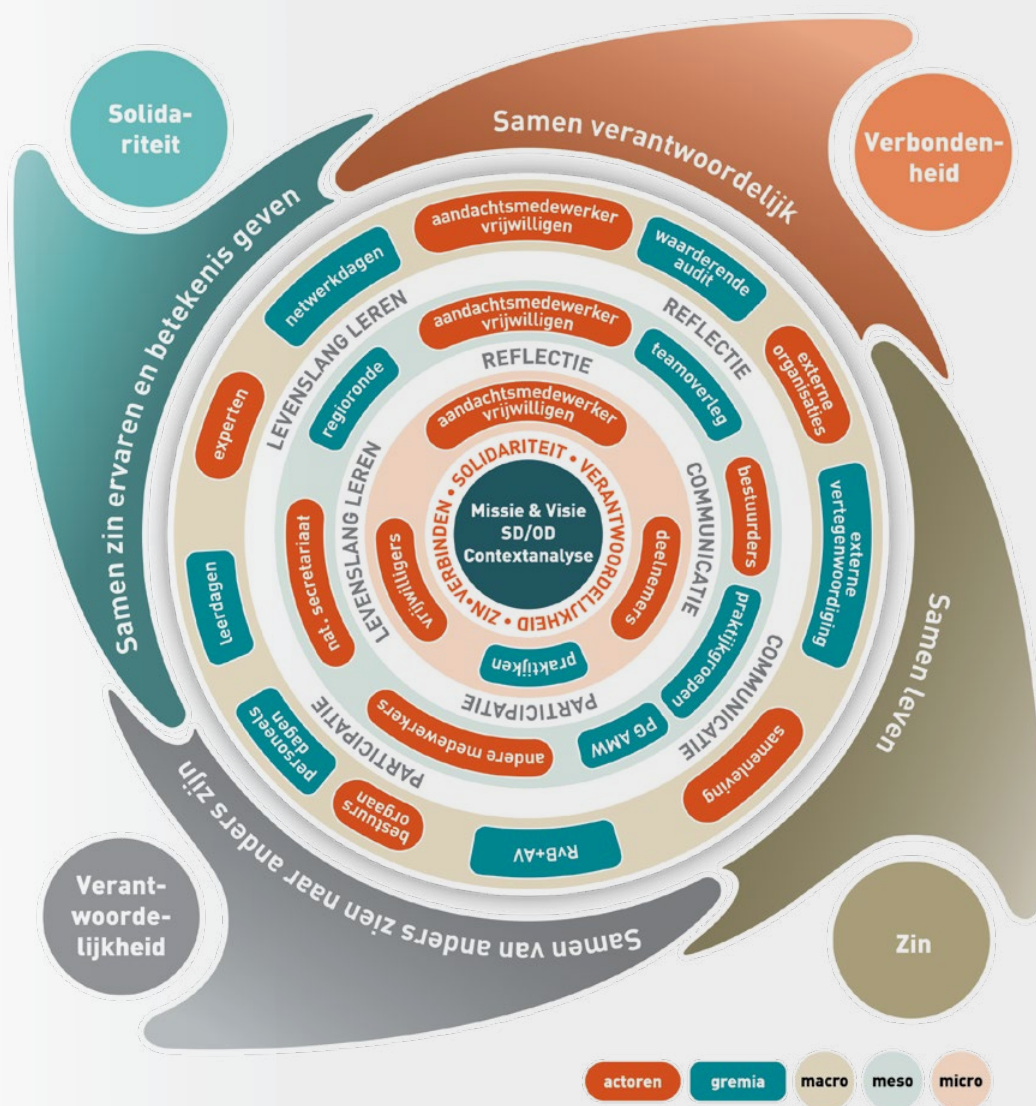 Solida-
riteit
Verbonden-
heid
Verant-
woorde-
lijkheid
Zin
Samen verantwoordelijk
Samen leven
Samen van anders zien naar anders zijn
Samen zin ervaren en betekenis geven
aandachtsmedewerker
vrijwilligen
waarderende
audit
externe
organisaties
externe
vertegenwoordiging
samenleving
RvB+AV
bestuurs
orgaan
personeels
dagen
leerdagen
experten
netwerkdagen
LEVENSLANG LEREN
REFLECTIE
COMMUNICATIE
PARTICIPATIE
aandachtsmedewerker
vrijwilligen
teamoverleg
bestuurders
praktijkgroepen
PG AMW
andere medewerkers
nat. secretariaat
regioronde
REFLECTIE
COMMUNICATIE
PARTICIPATIE
LEVENSLANG LEREN
aandachtsmedewerker
vrijwilligen
deelnemers
praktijken
vrijwilligers
SOLIDARITEIT • VERANTWOORDELIJKHEID • ZIN • VERBINDEN •
Missie & Visie
SD/OD
Contextanalyse
actoren
gremia
macro
meso
micro